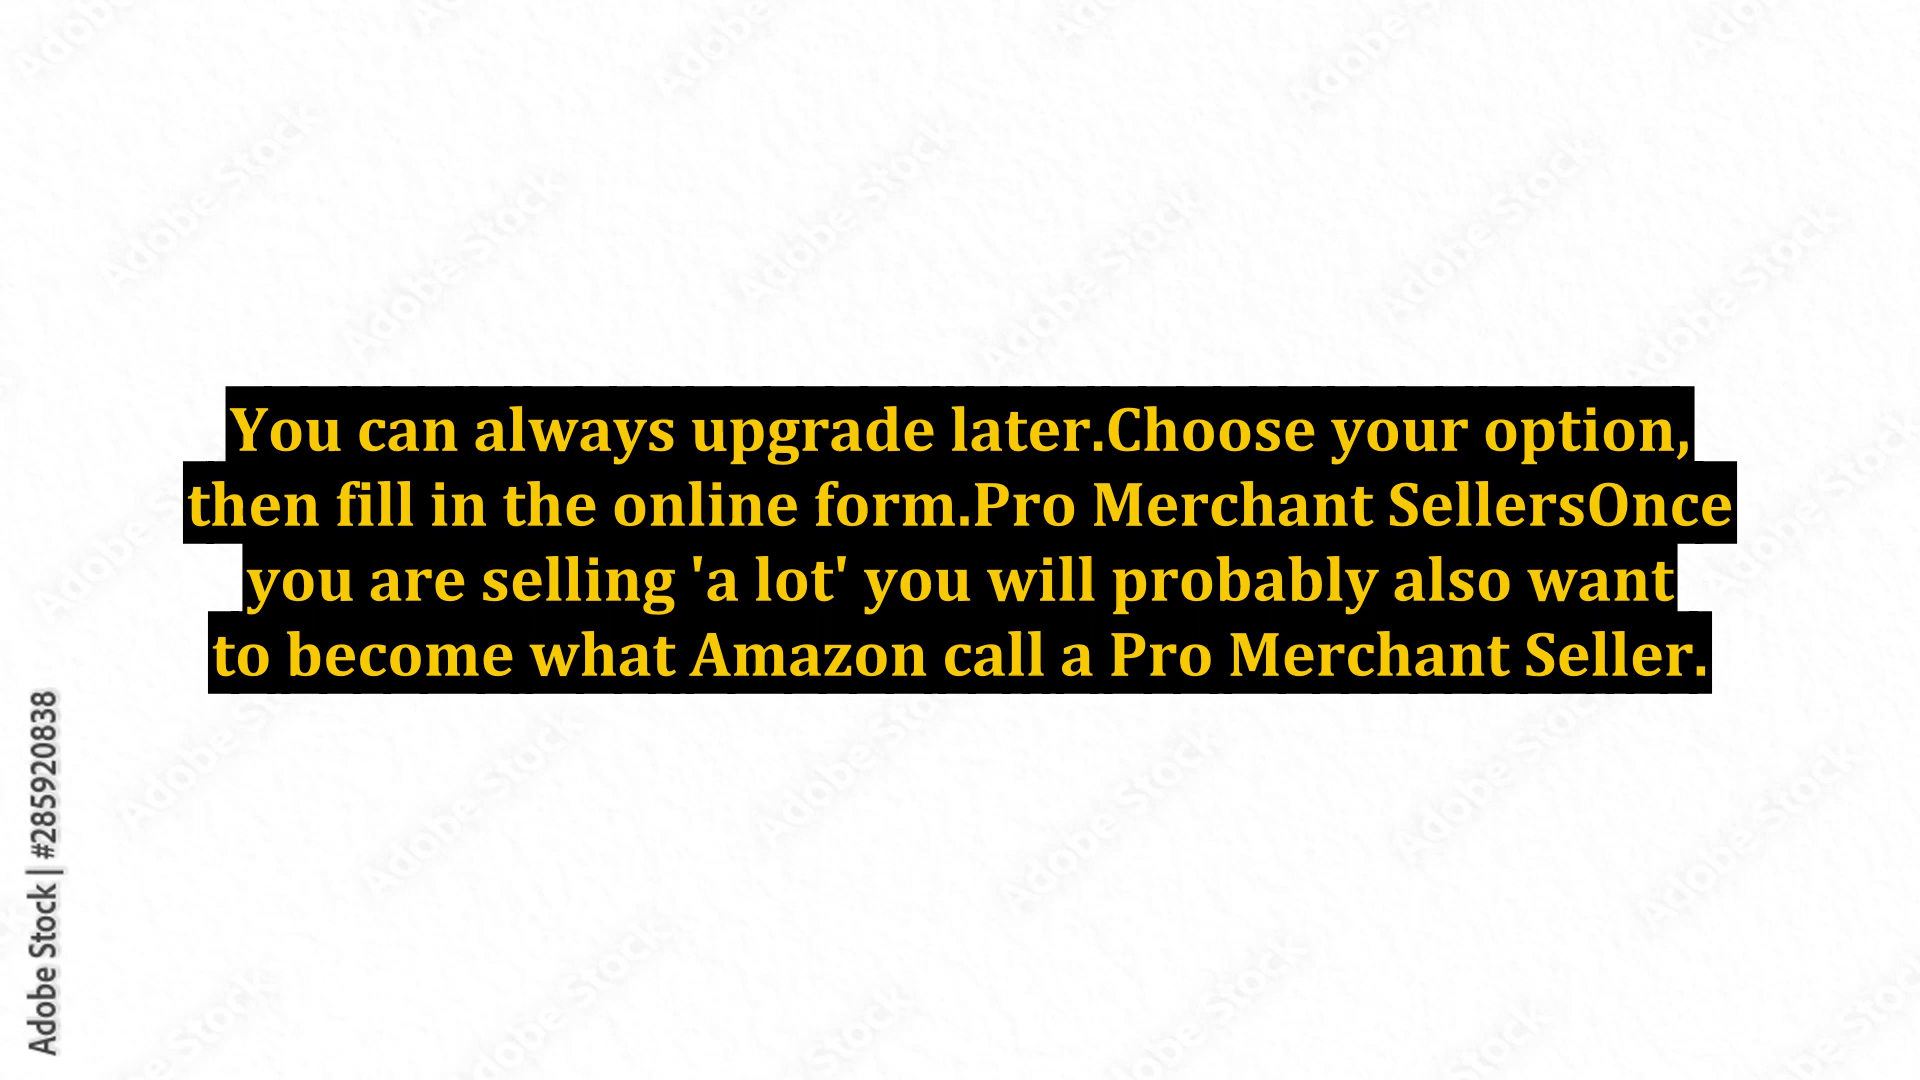 You can always upgrade later.Choose your option,
then fill in the online form.Pro Merchant SellersOnce
you are selling 'a lot' you will probably also want
to become what Amazon call a Pro Merchant Seller.
Adobe Stock | #285920838